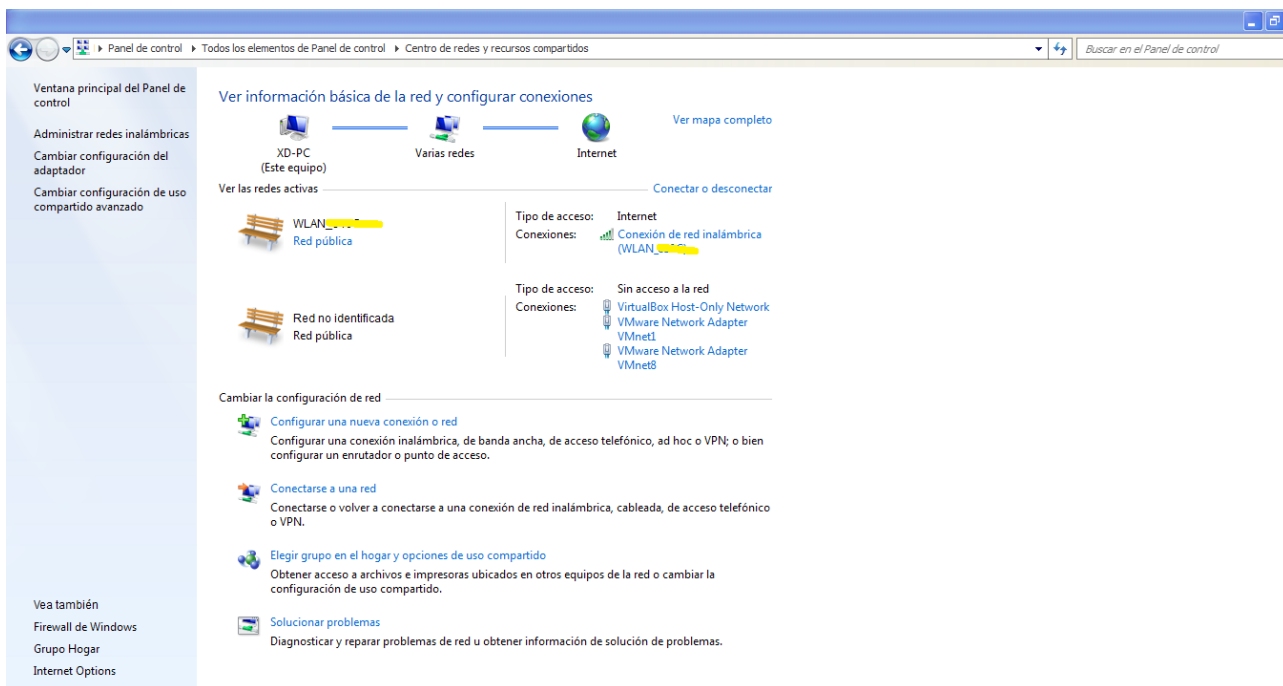 Panel de control Todos los elementos de Panel de control Centro de redes y recursos compartidos
Buscar en el Panel de control
Ventana principal del Panel de
control
Administrar redes inalámbricas
Cambiar configuración del
adaptador
Cambiar configuración de uso
compartido avanzado
Ver información básica de la red y configurar conexiones
Ver mapa completo
XD-PC
(Este equipo)
Varias redes
Internet
Ver las redes activas
Conectar o desconectar
WLAN_
Red pública
Tipo de acceso: Internet
Conexiones: Conexión de red inalámbrica
(WLAN_
Red no identificada
Red pública
Tipo de acceso: Sin acceso a la red
Conexiones: VirtualBox Host-Only Network
VMware Network Adapter
VMnet1
VMware Network Adapter
VMnet8
Cambiar la configuración de red
Configurar una nueva conexión o red
Configurar una conexión inalámbrica, de banda ancha, de acceso telefónico, ad hoc o VPN; o bien
configurar un enrutador o punto de acceso.
Conectarse a una red
Conectarse o volver a conectarse a una conexión de red inalámbrica, cableada, de acceso telefónico
o VPN.
Elegir grupo en el hogar y opciones de uso compartido
Obtener acceso a archivos e impresoras ubicados en otros equipos de la red o cambiar la
configuración de uso compartido.
Solucionar problemas
Diagnosticar y reparar problemas de red u obtener información de solución de problemas.
Vea también
Firewall de Windows
Grupo Hogar
Internet Options